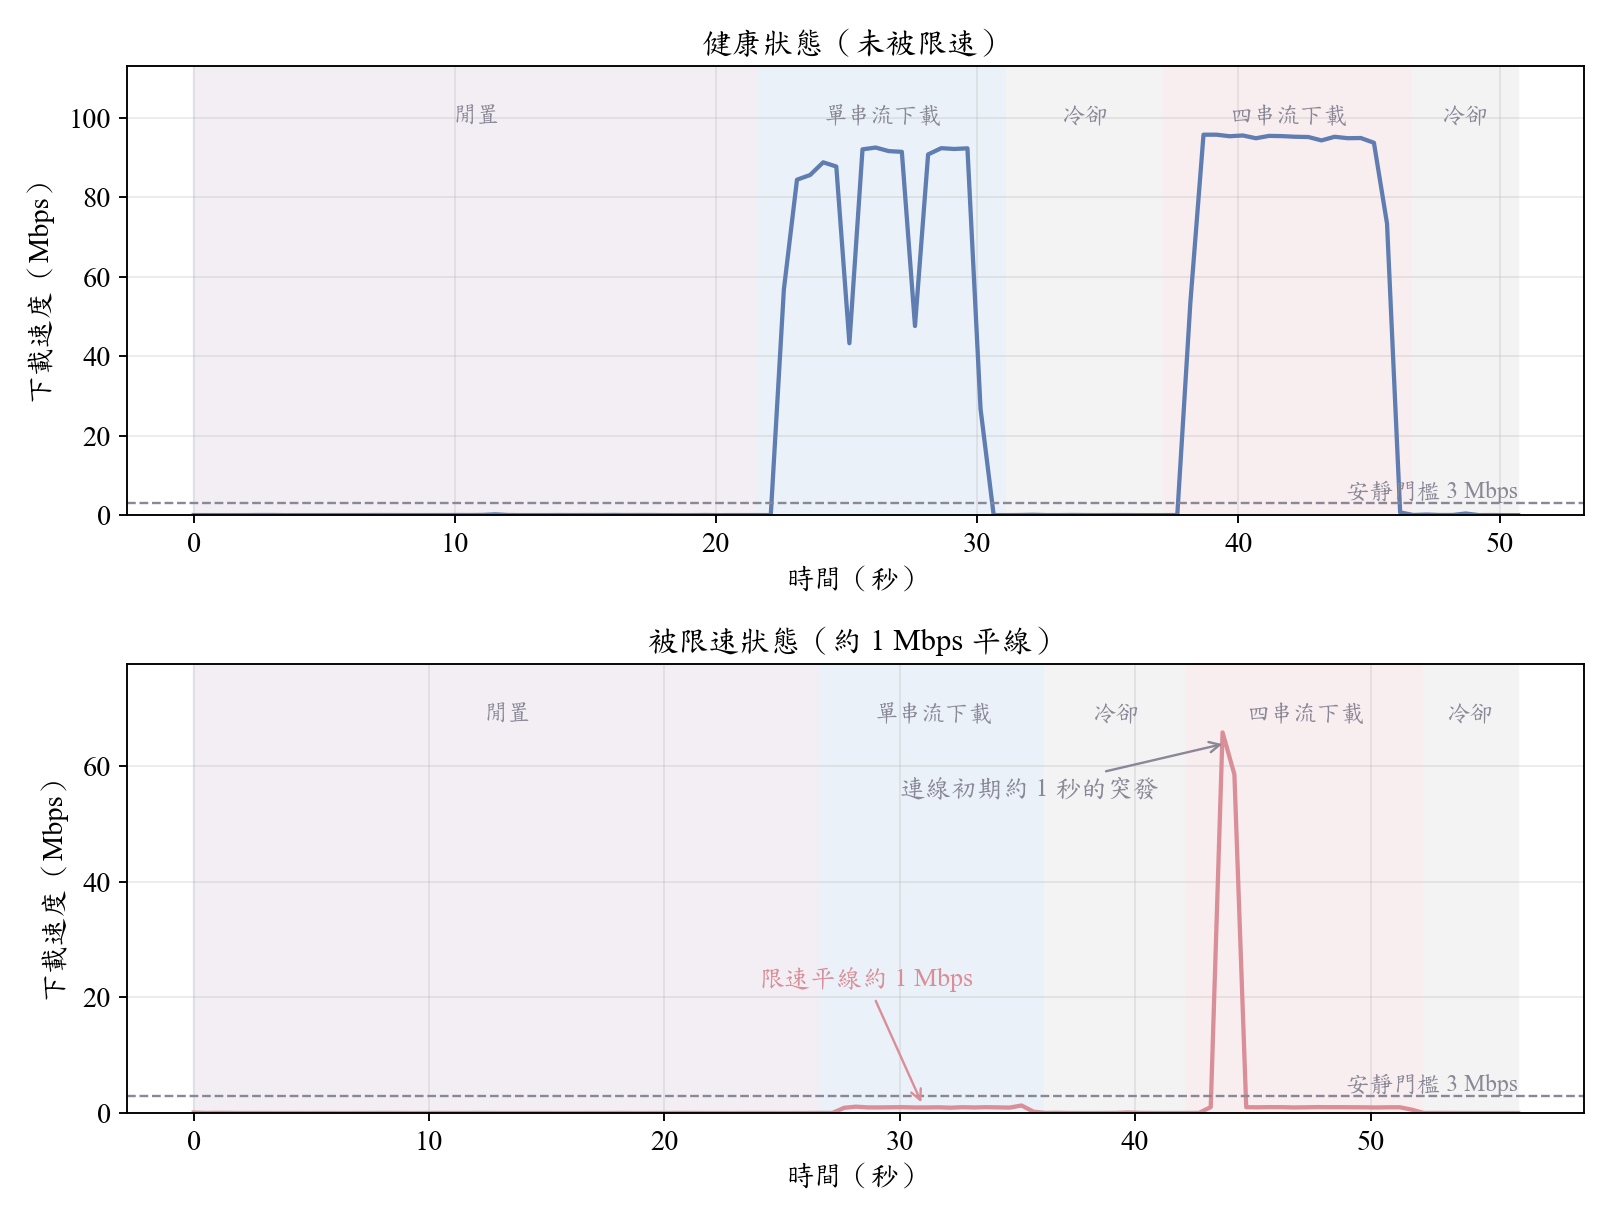 健康狀態（未被限速）
閒置
單串流下載
冷卻
四串流下載
冷卻
下載速度（Mbps）
100
80
60
40
20
0
安靜門檻 3 Mbps
0 10 20 30 40 50
時間（秒）
被限速狀態（約 1 Mbps 平線）
閒置
單串流下載
冷卻
四串流下載
冷卻
下載速度（Mbps）
60
40
20
0
連線初期約 1 秒的突發
限速平線約 1 Mbps
安靜門檻 3 Mbps
0 10 20 30 40 50
時間（秒）